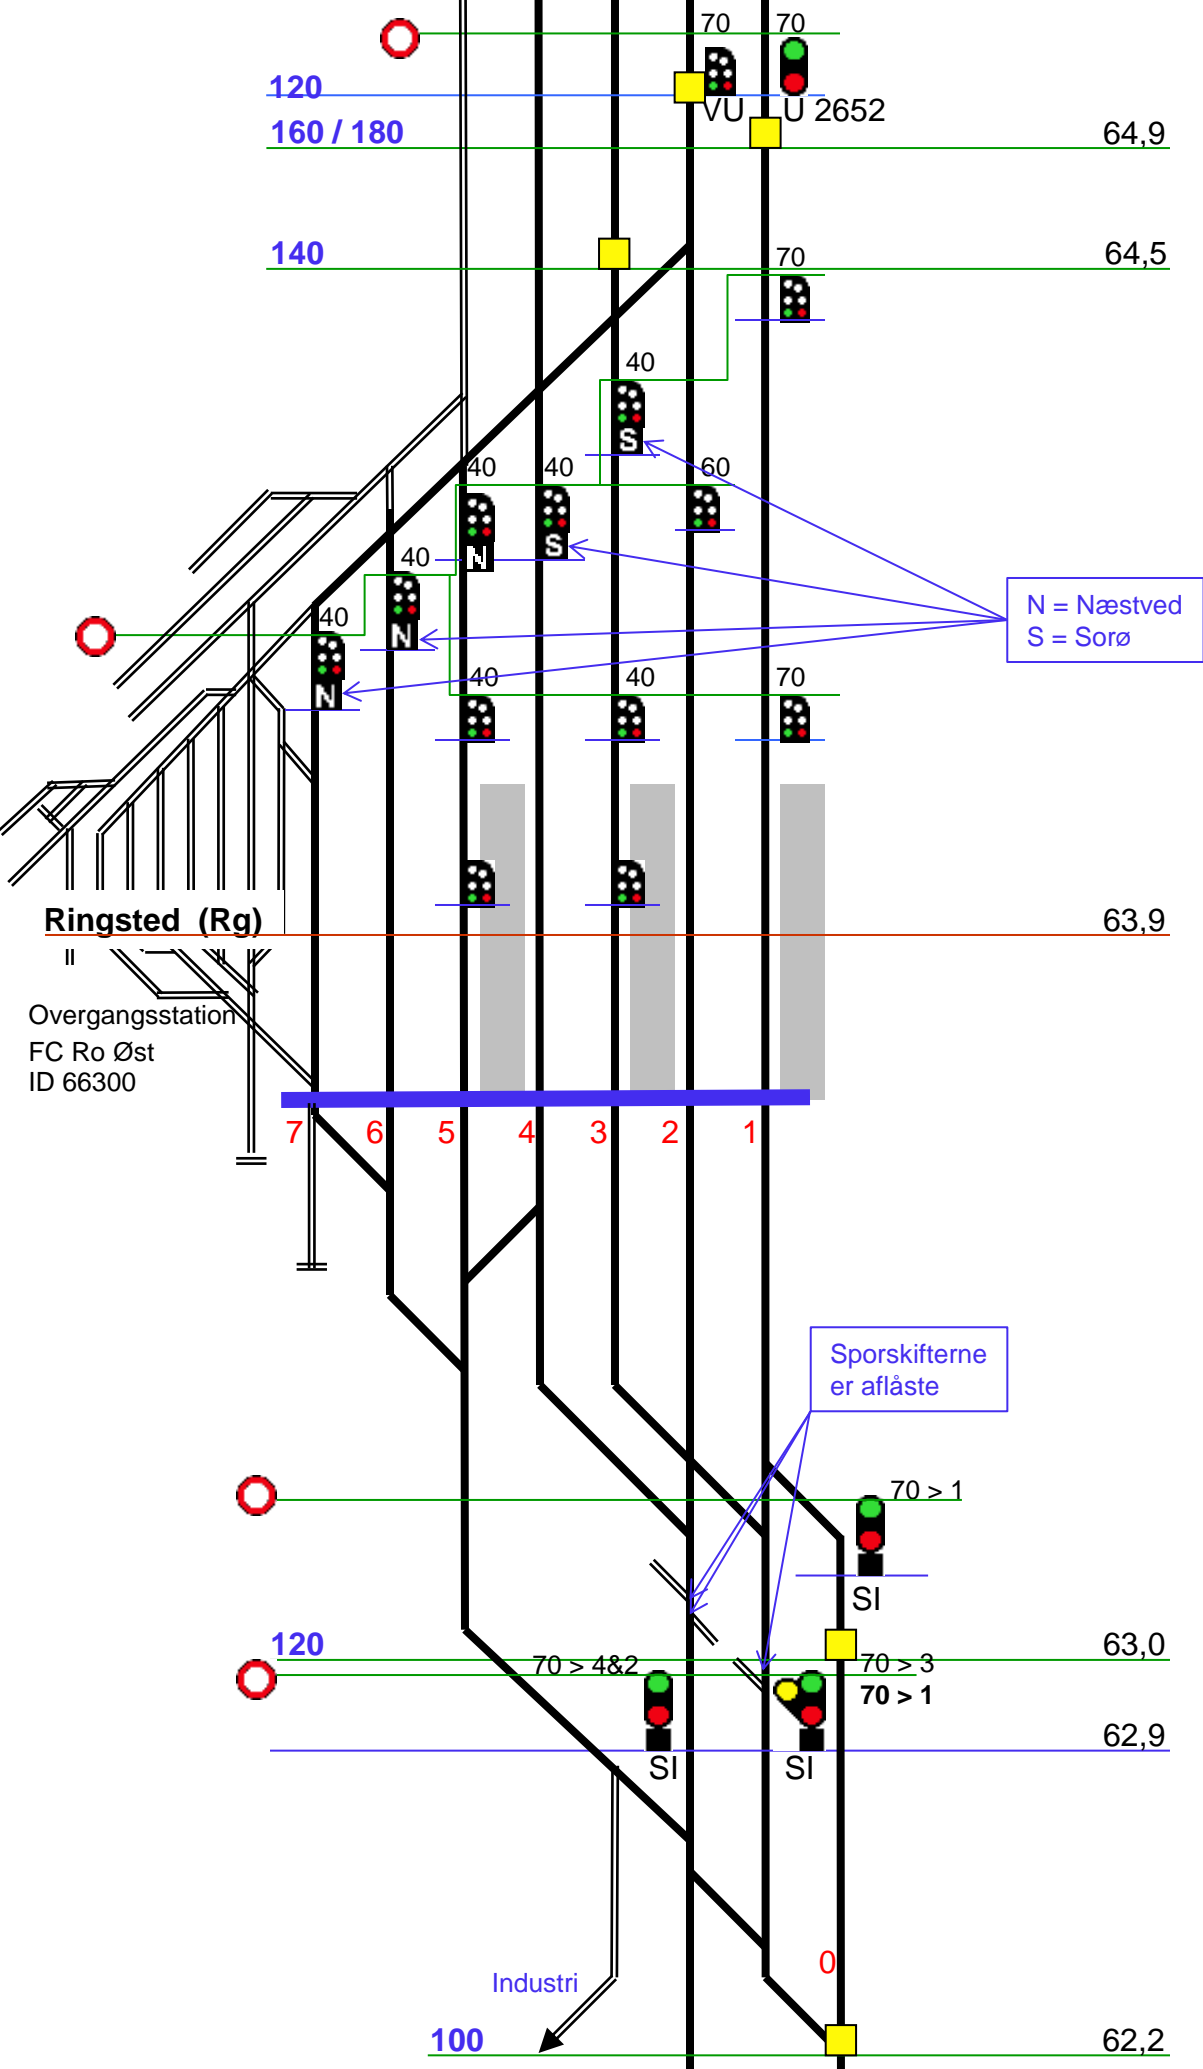 70 70
120
VU U 2652
160 / 180 64,9
140 64,5
70
40
S
40 40 60
N S
40
N
N = Næstved
S = Sorø
40
N
40 40 70
Ringsted (Rg) 63,9
Overgangsstation
FC Ro Øst
ID 66300
7 6 5 4 3 2 1
Sporskifterne
er aflåste
70 > 1
SI
120 63,0
70 > 4&2 70 > 3
70 > 1
62,9
SI SI
0
Industri
100 62,2